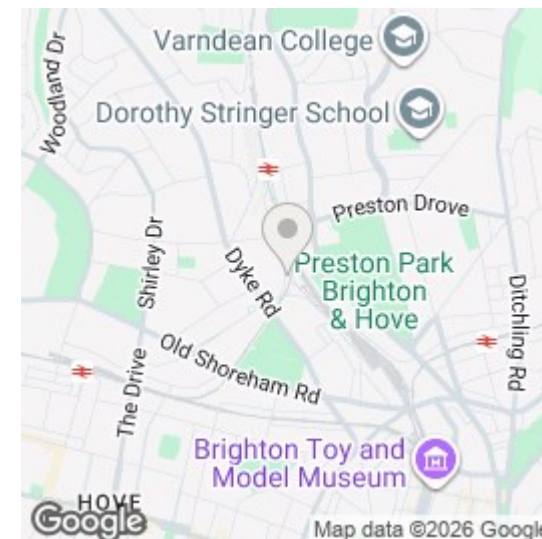 Varndean College
Woodland Dr
Dorothy Stringer School
Preston Drove
Shirley Dr
Dyke Rd
Preston Park
Brighton
& Hove
Ditchling Rd
Old Shoreham Rd
The Drive
Brighton Toy and
Model Museum
HOVE
Google
Map data ©2026 Google